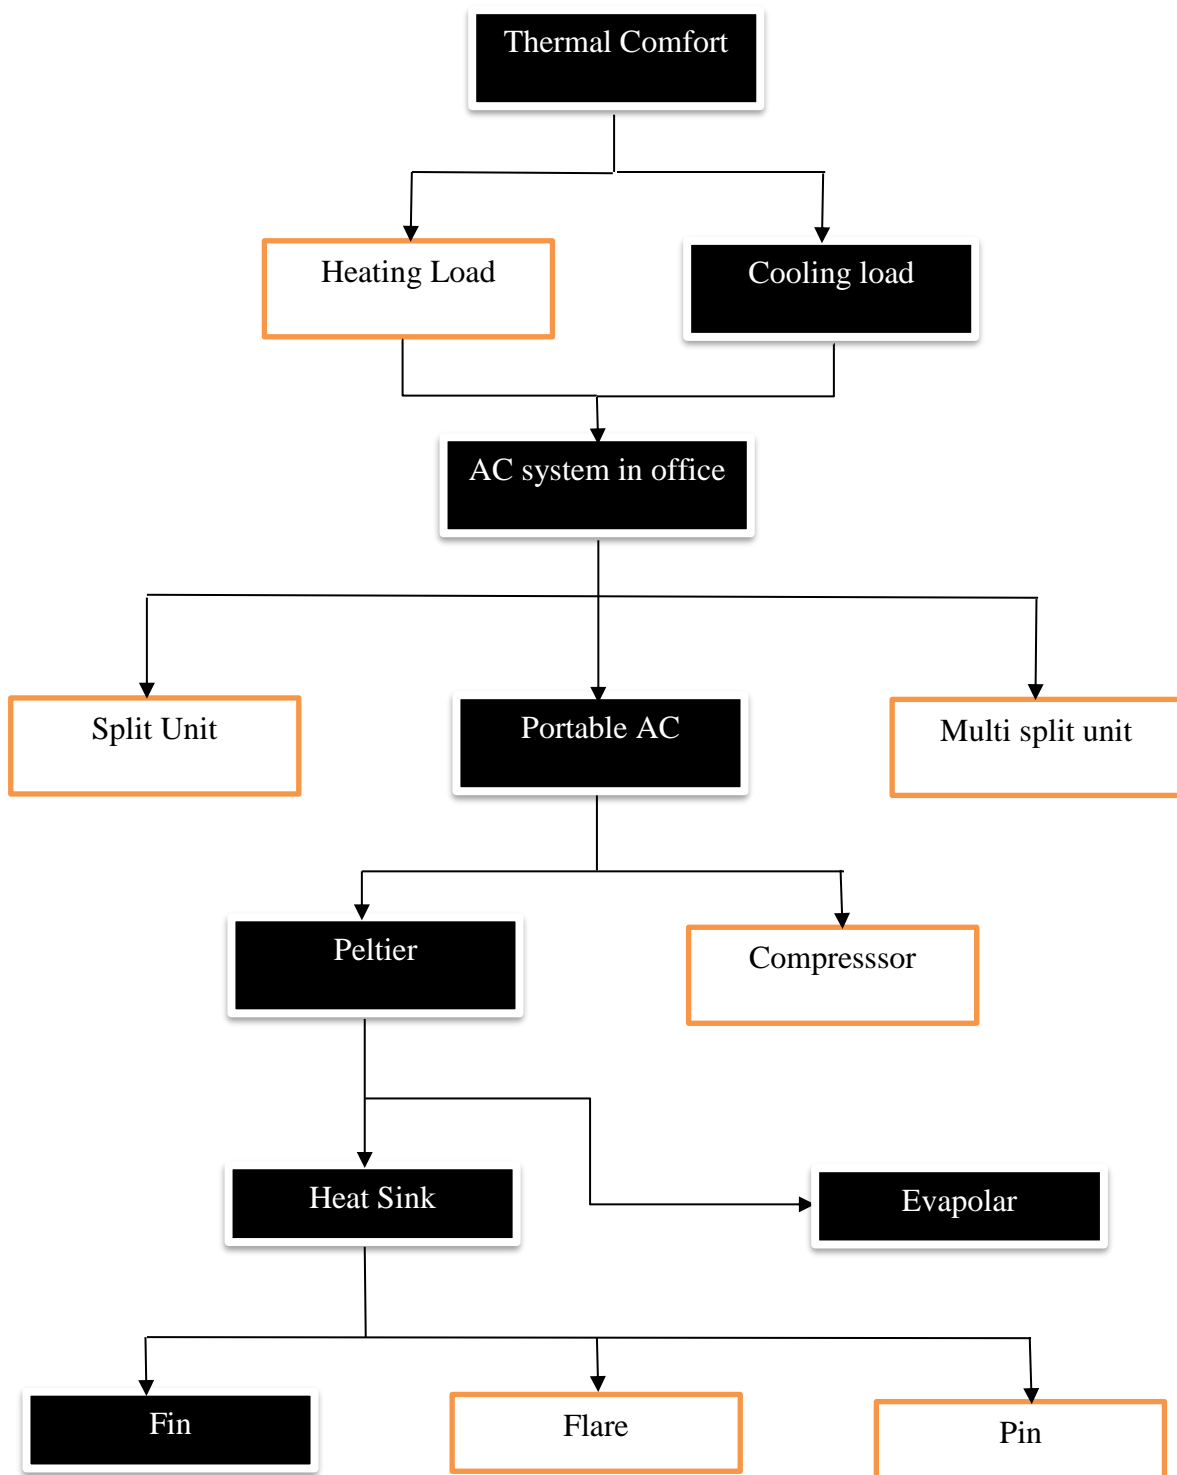 Thermal Comfort
Heating Load
Cooling load
AC system in office
Split Unit
Portable AC
Multi split unit
Peltier
Compresssor
Heat Sink
Evapolar
Fin
Flare
Pin